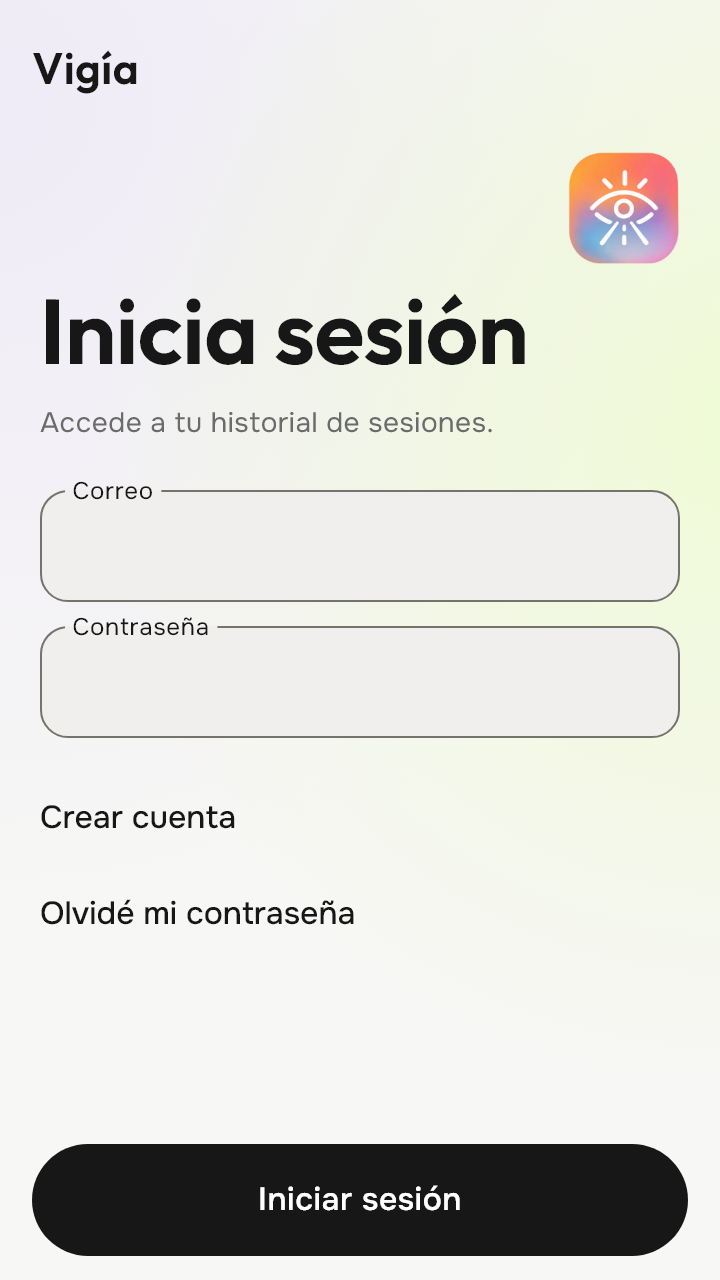 Vigía
Inicia sesión
Accede a tu historial de sesiones.
Correo
Contraseña
Crear cuenta
Olvidé mi contraseña
Iniciar sesión